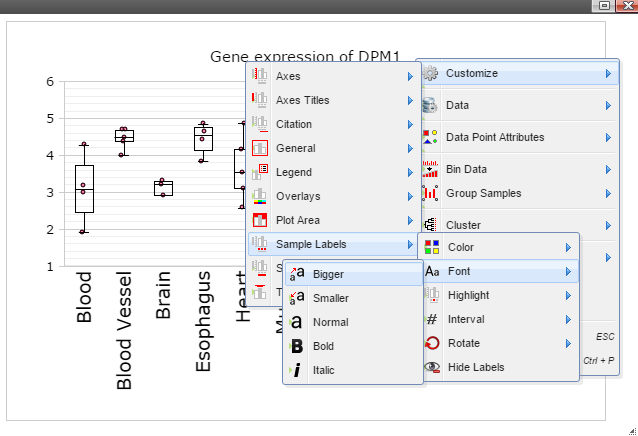 Gene expression of DPM1
6
5
4
3
2
1
Blood
Blood Vessel
Brain
Esophagus
Customize
Data
Data Point Attributes
Bin Data
Group Samples
Cluster
ESC
Ctrl + P
Axes
Axes Titles
Citation
General
Legend
Overlays
Plot Area
Sample Labels
Color
Font
Highlight
Interval
Rotate
Hide Labels
Bigger
Smaller
Normal
Bold
Italic